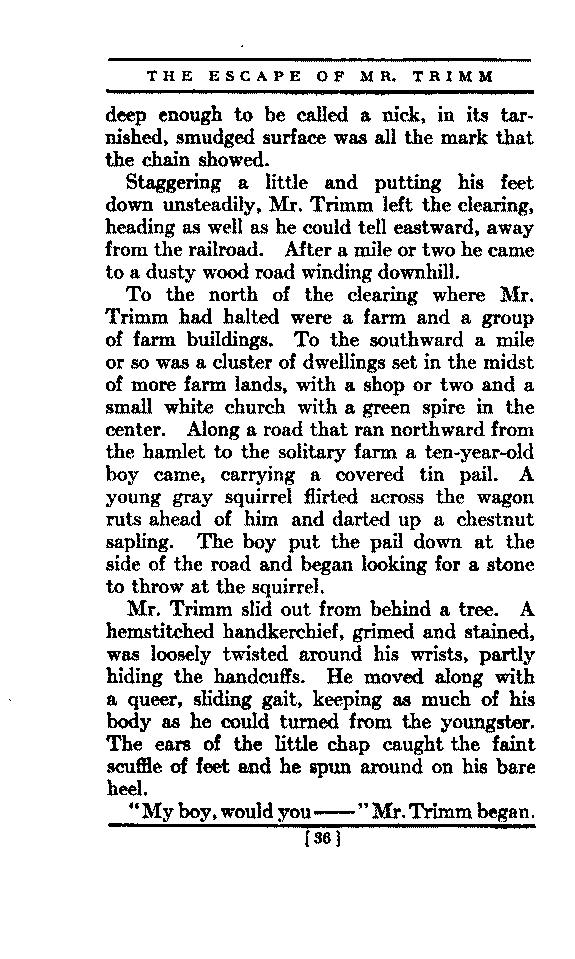 THE ESCAPE OF MR. TRIMM
deep enough to be called a nick, in its tar-
nished, smudged surface was all the mark that
the chain showed.
Staggering a little and putting his feet
down unsteadily, Mr. Trimm left the clearing,
heading as well as he could tell eastward, away
from the railroad. After a mile or two he came
to a dusty wood road winding downhill.
To the north of the clearing where Mr.
Trimm had halted were a farm and a group
of farm buildings. To the southward a mile
or so was a cluster of dwellings set in the midst
of more farm lands, with a shop or two and a
small white church with a green spire in the
center. Along a road that ran northward from
the hamlet to the solitary farm a ten-year-old
boy came, carrying a covered tin pail. A
young gray squirrel flirted across the wagon
ruts ahead of him and darted up a chestnut
sapling. The boy put the pail down at the
side of the road and began looking for a stone
to throw at the squirrel.
Mr. Trimm slid out from behind a tree. A
hemstitched handkerchief, grimed and stained,
was loosely twisted around his wrists, partly
hiding the handcuffs. He moved along with
a queer, sliding gait, keeping as much of his
body as he could turned from the youngster.
The ears of the little chap caught the faint
scuffle of feet and he spun around on his bare
heel.
“My boy, would you——” Mr. Trimm began.
[36]